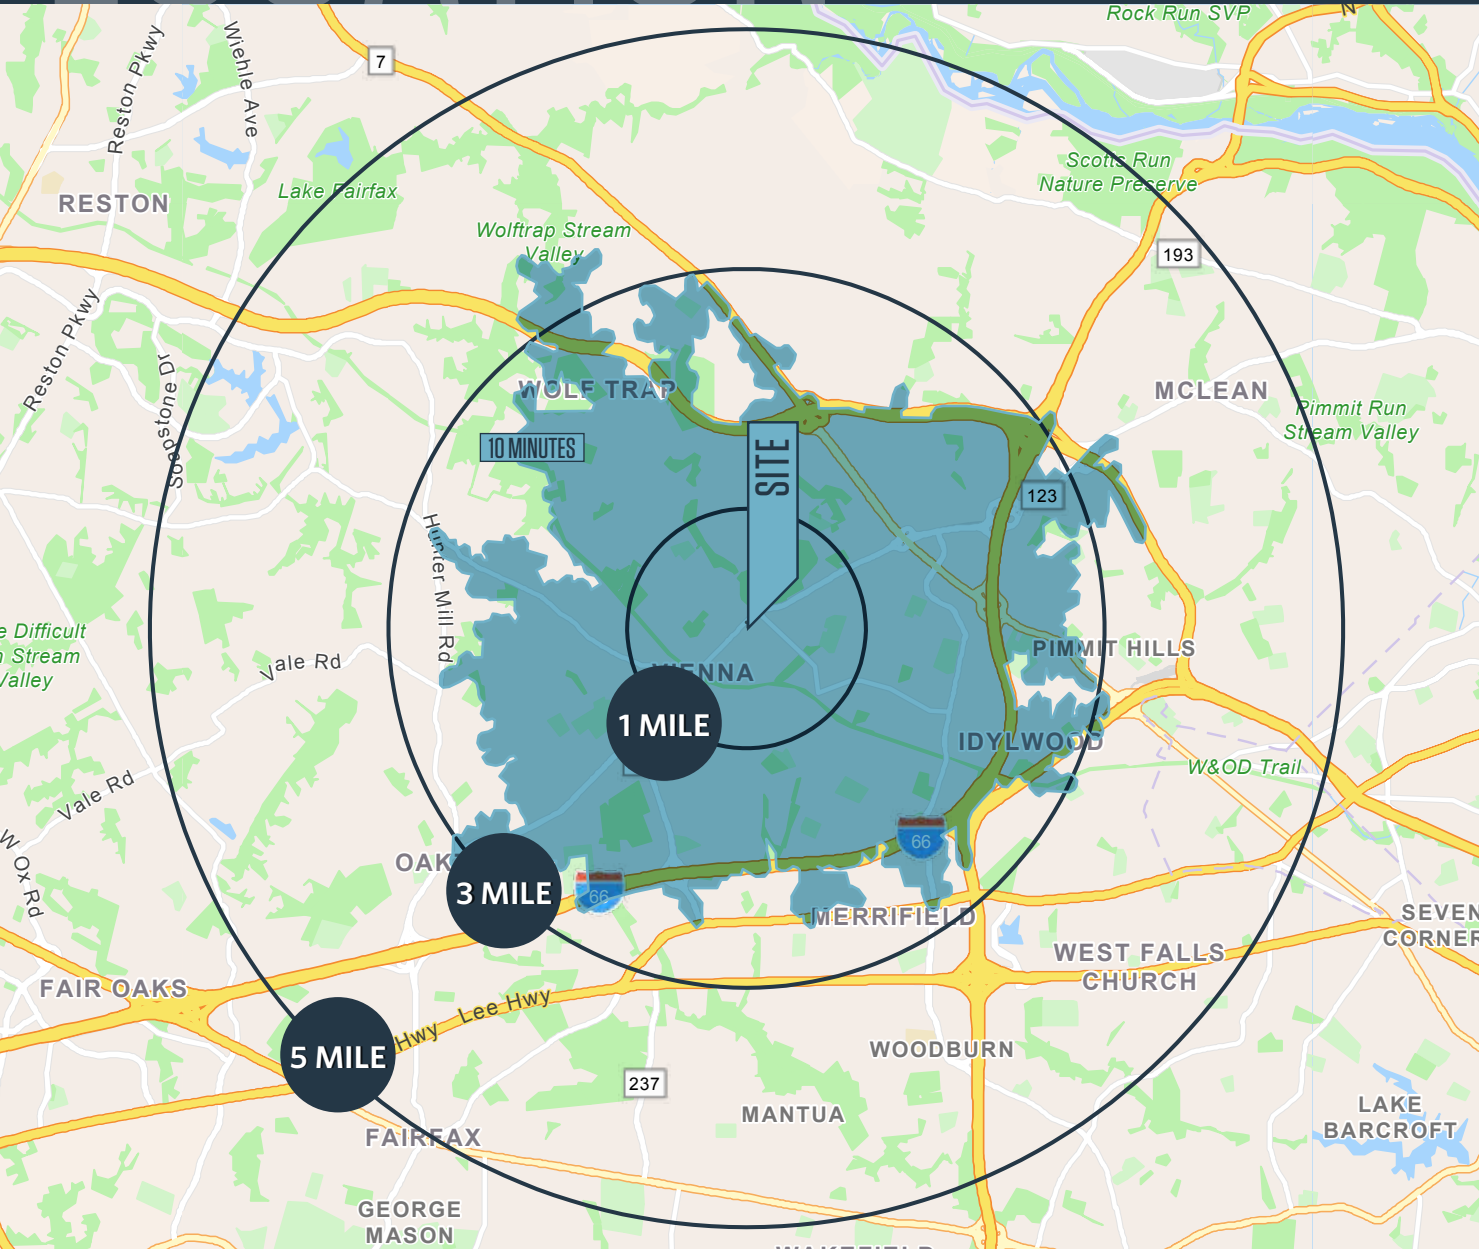 Rock Run SVP
N
7
Reston Pkwy
Wiehle Ave
Scotts Run
Nature Preserve
RESTON
Lake Fairfax
Wolftrap Stream
Valley
193
Reston Pkwy
Soapstone Dr
WOLF TRAP
MCLEAN
Pimmit Run
Stream Valley
10 MINUTES
SITE
123
Hunter Mill Rd
e Difficult
n Stream
Valley
Vale Rd
PIMMIT HILLS
VIENNA
1 MILE
IDYLWOOD
W&OD Trail
Vale Rd
66
W Ox Rd
OAK
3 MILE
66
MERRIFIELD
SEVEN
CORNER
WEST FALLS
CHURCH
FAIR OAKS
Hwy
Lee Hwy
5 MILE
WOODBURN
237
MANTUA
LAKE
BARCROFT
FAIRFAX
GEORGE
MASON
WAKEFIELD